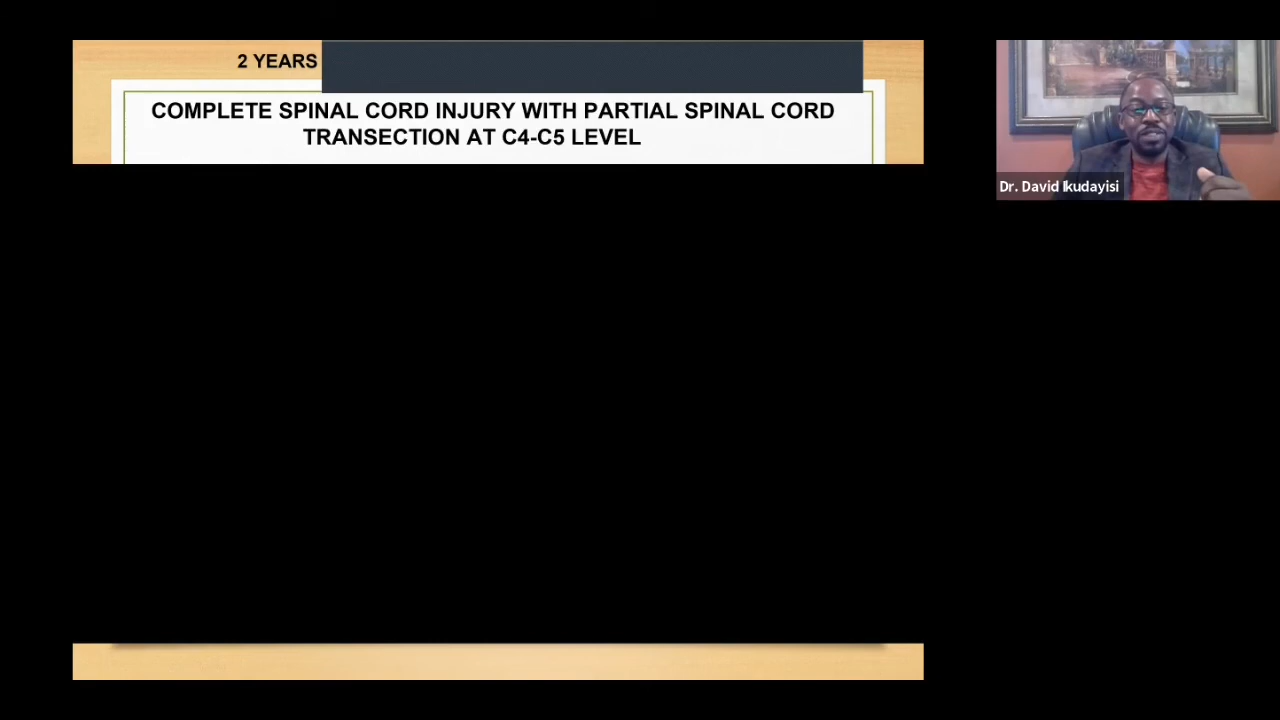 2 YEARS
COMPLETE SPINAL CORD INJURY WITH PARTIAL SPINAL CORD
TRANSECTION AT C4-C5 LEVEL
Dr. David Ikudayisi